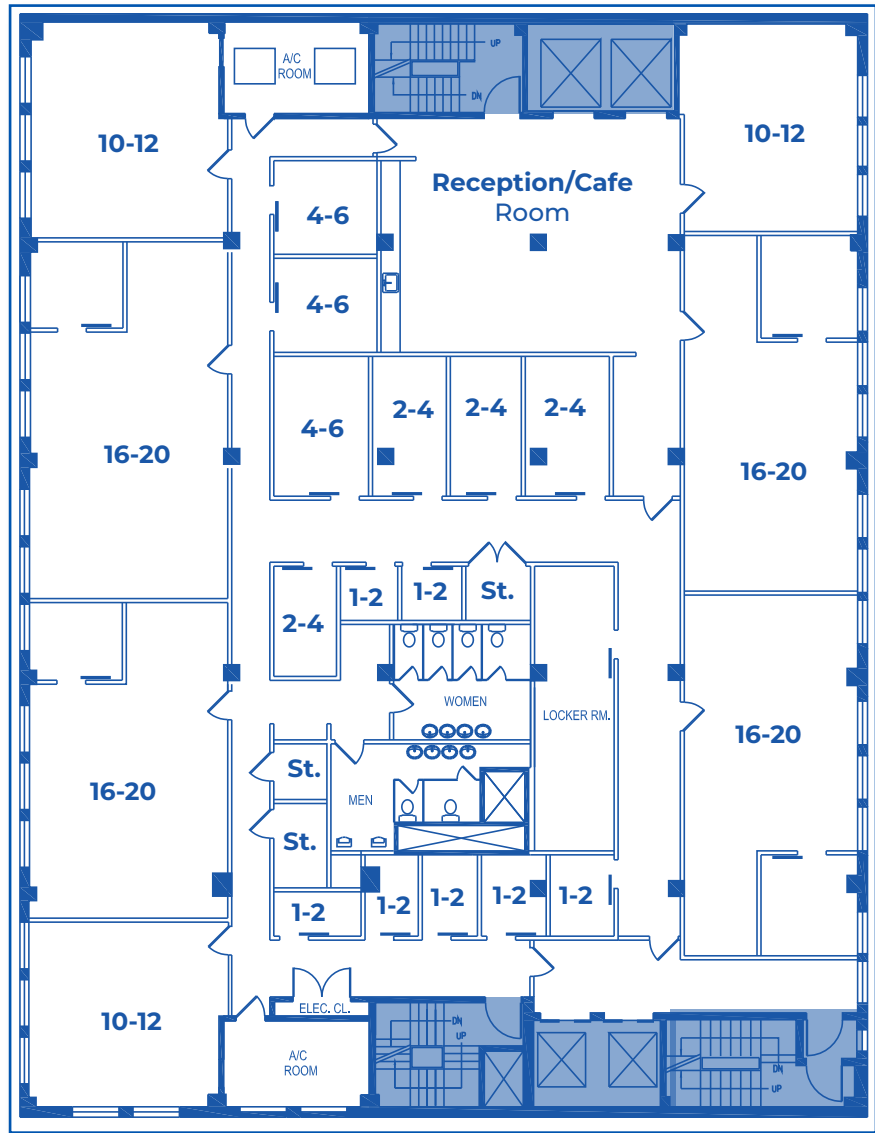 A/C
ROOM
UP
DN
10-12
10-12
Reception/Cafe
Room
4-6
4-6
4-6
2-4
2-4
2-4
16-20
16-20
1-2
1-2
St.
2-4
WOMEN
LOCKER RM.
16-20
16-20
St.
MEN
St.
1-2
1-2
1-2
1-2
1-2
ELEC. CL.
10-12
A/C
ROOM
DN
UP
DN
UP